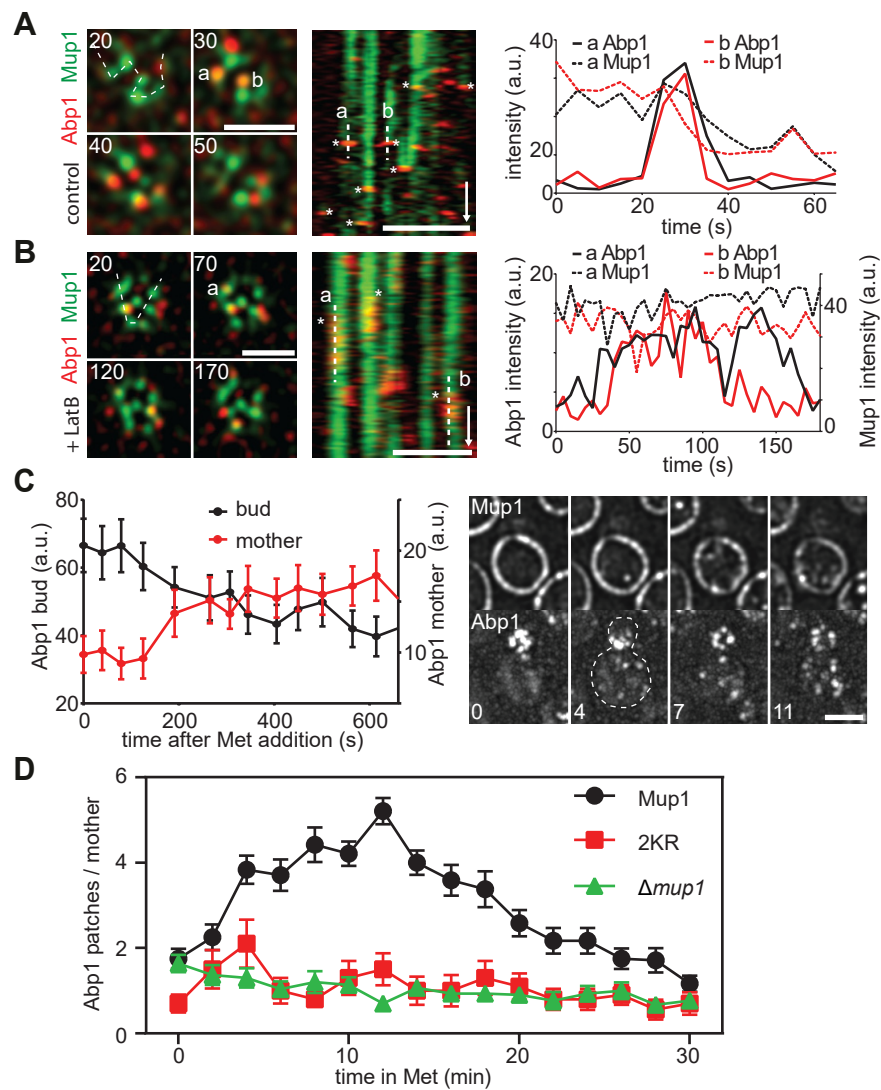 A
Abp1 Mup1
control
20
30
a
b
40
50
a
b
*
*
*
*
*
*
*
*
intensity (a.u.)
40
20
0
0
20
40
60
time (s)
a Abp1
a Mup1
b Abp1
b Mup1
B
+ LatB Abp1 Mup1
20
70
a
120
170
a
*
*
b
*
Abp1 intensity (a.u.)
20
10
0
a Abp1
a Mup1
b Abp1
b Mup1
40
20
0
Mup1 intensity (a.u.)
0
50
100
150
time (s)
C
Abp1 bud (a.u.)
80
60
40
20
bud
mother
20
10
Abp1 mother (a.u.)
0
200
400
600
time after Met addition (s)
Mup1
Abp1
0
4
7
11
D
Abp1 patches / mother
6
4
2
0
Mup1
2KR
Δmup1
0
10
20
30
time in Met (min)